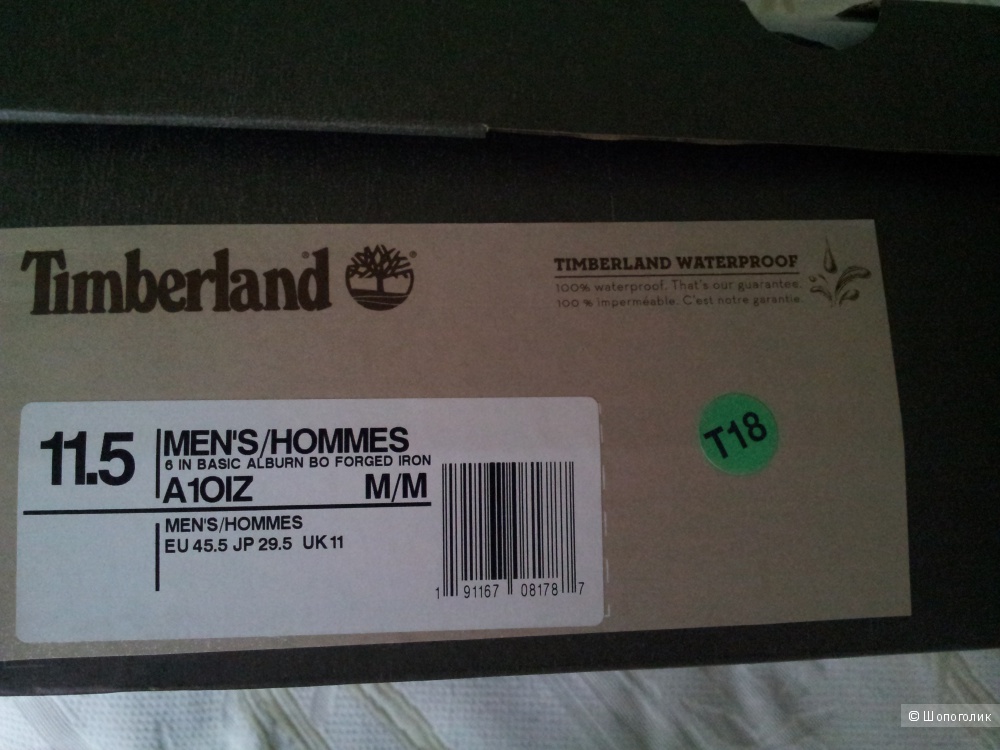 Timberland®
TIMBERLAND WATERPROOF
100% waterproof. That's our guarantee.
100 % imperméable. C'est notre garantie.
11.5
MEN'S/HOMMES
6 IN BASIC ALBURN BO FORGED IRON
A1OIZ M/M
MEN'S/HOMMES
EU 45.5 JP 29.5 UK 11
1 91167 08178 7
T18
© Шопоголик